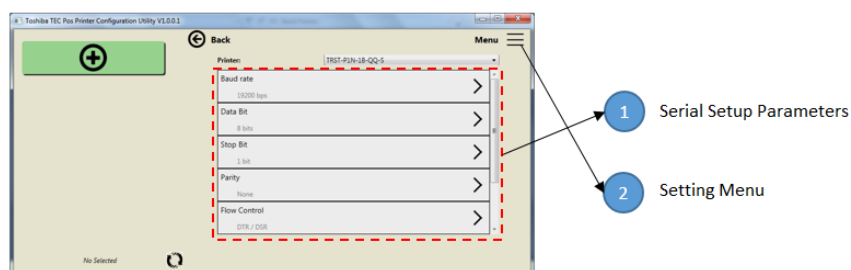 Toshiba TEC Pos Printer Configuration Utility V1.0.0.1
Back
Menu
Printer:
TRST-P1N-18-QQ-S
Baud rate
19200 bps
Data Bit
8 bits
Stop Bit
1 bit
Parity
None
Flow Control
DTR / DSR
No Selected
1 Serial Setup Parameters
2 Setting Menu